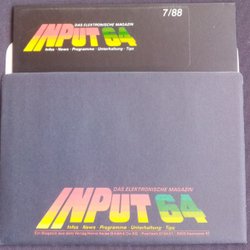 7/88
DAS ELEKTRONISCHE MAGAZIN
INPUT 64
Infos · News · Programme · Unterhaltung · Tips
DAS ELEKTRONISCHE MAGAZIN
INPUT 64
Infos · News · Programme · Unterhaltung · Tips